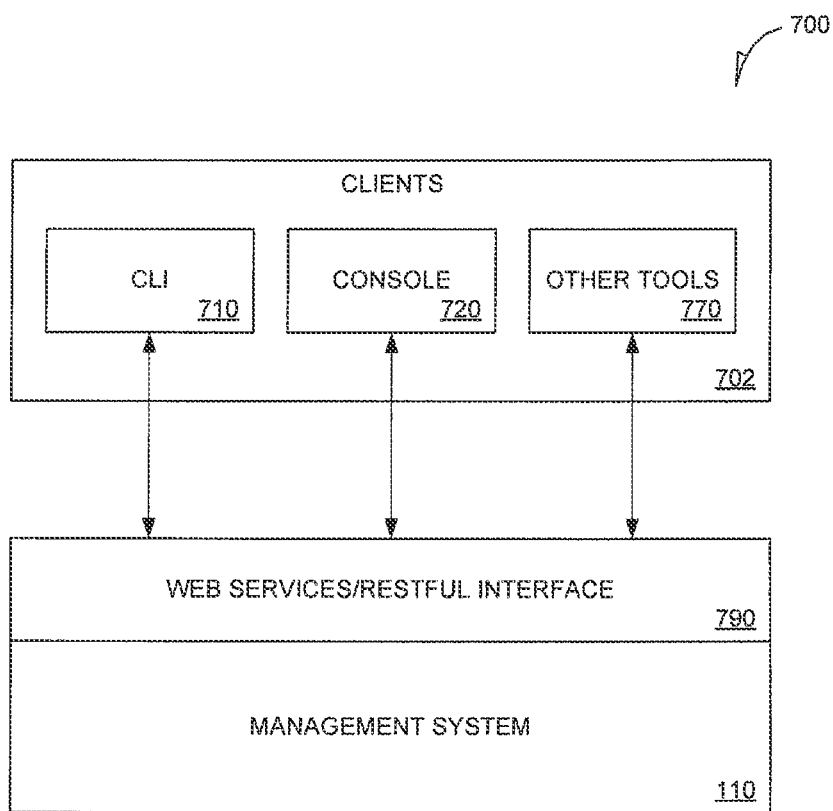 700
CLIENTS
CLI
710
CONSOLE
720
OTHER TOOLS
770
702
WEB SERVICES/RESTFUL INTERFACE
790
MANAGEMENT SYSTEM
110